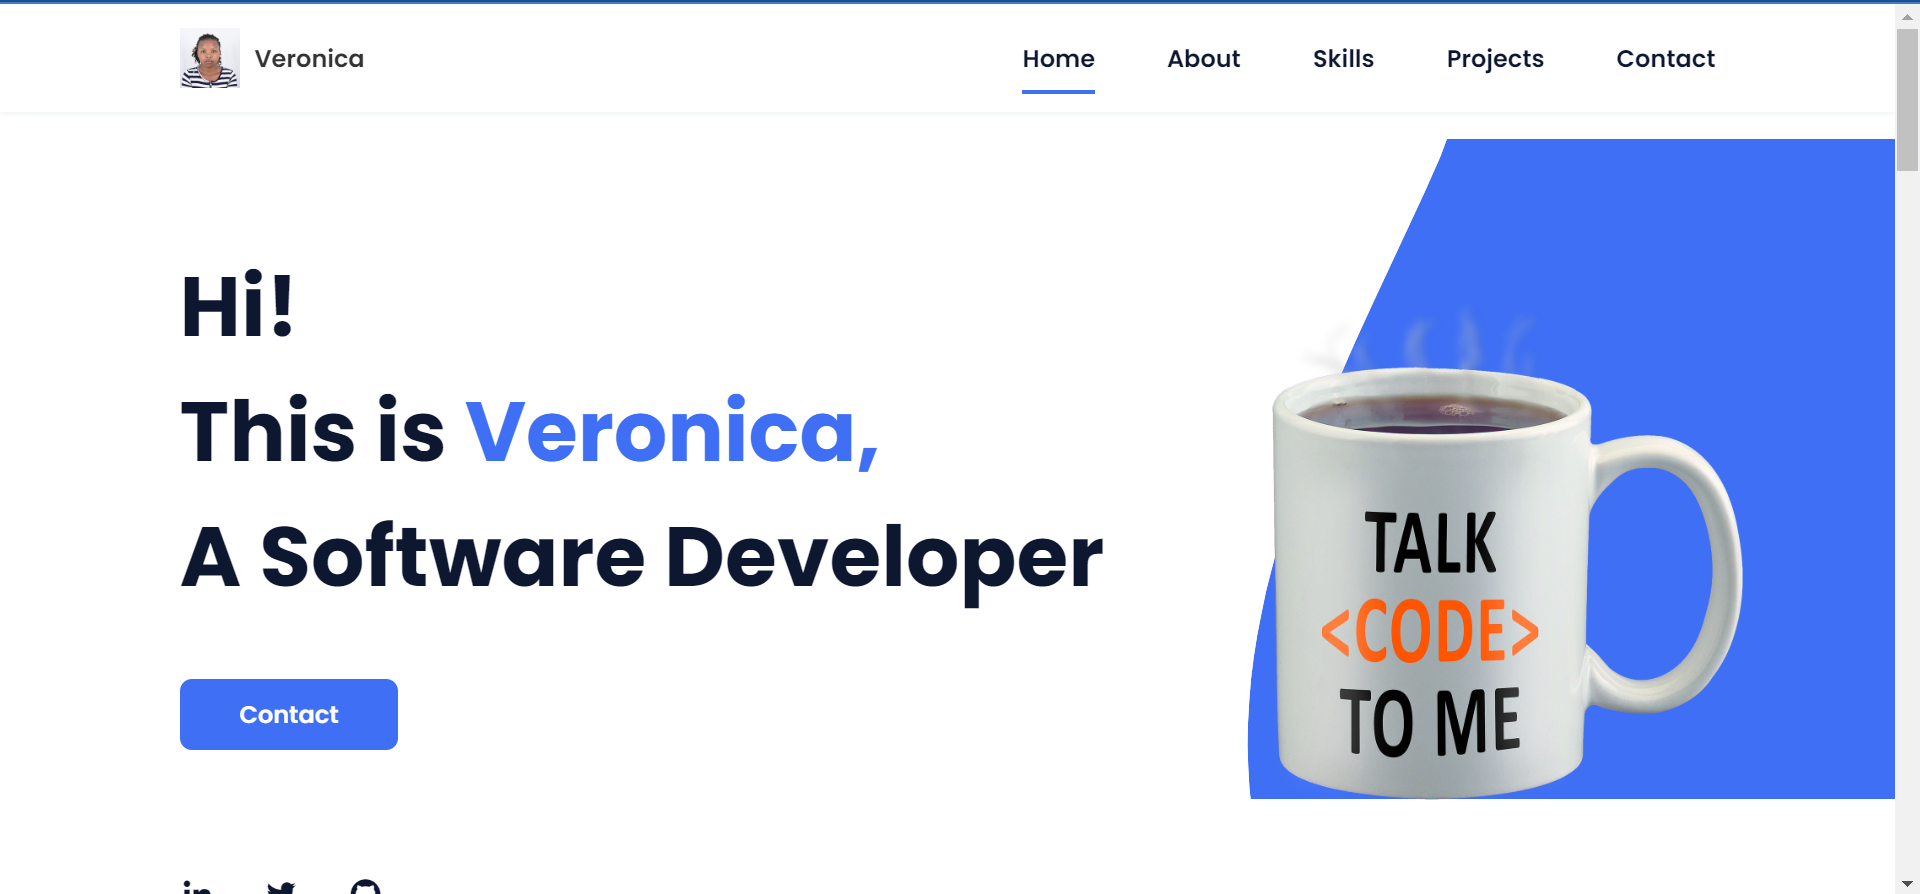 Veronica
Home About Skills Projects Contact
Hi!
This is Veronica,
A Software Developer
Contact
TALK
<CODE>
TO ME